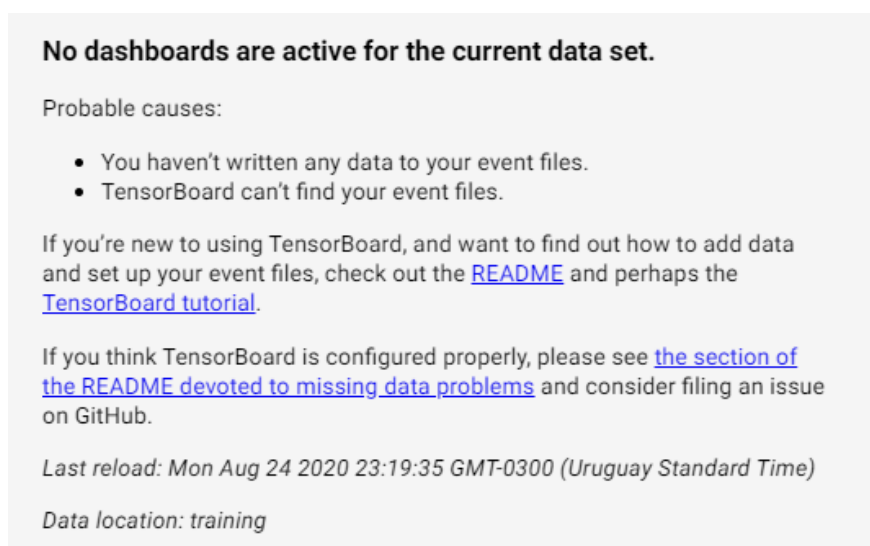 No dashboards are active for the current data set.
Probable causes:
• You haven't written any data to your event files.
• TensorBoard can't find your event files.
If you're new to using TensorBoard, and want to find out how to add data
and set up your event files, check out the README and perhaps the
TensorBoard tutorial.
If you think TensorBoard is configured properly, please see the section of
the README devoted to missing data problems and consider filing an issue
on GitHub.
Last reload: Mon Aug 24 2020 23:19:35 GMT-0300 (Uruguay Standard Time)
Data location: training